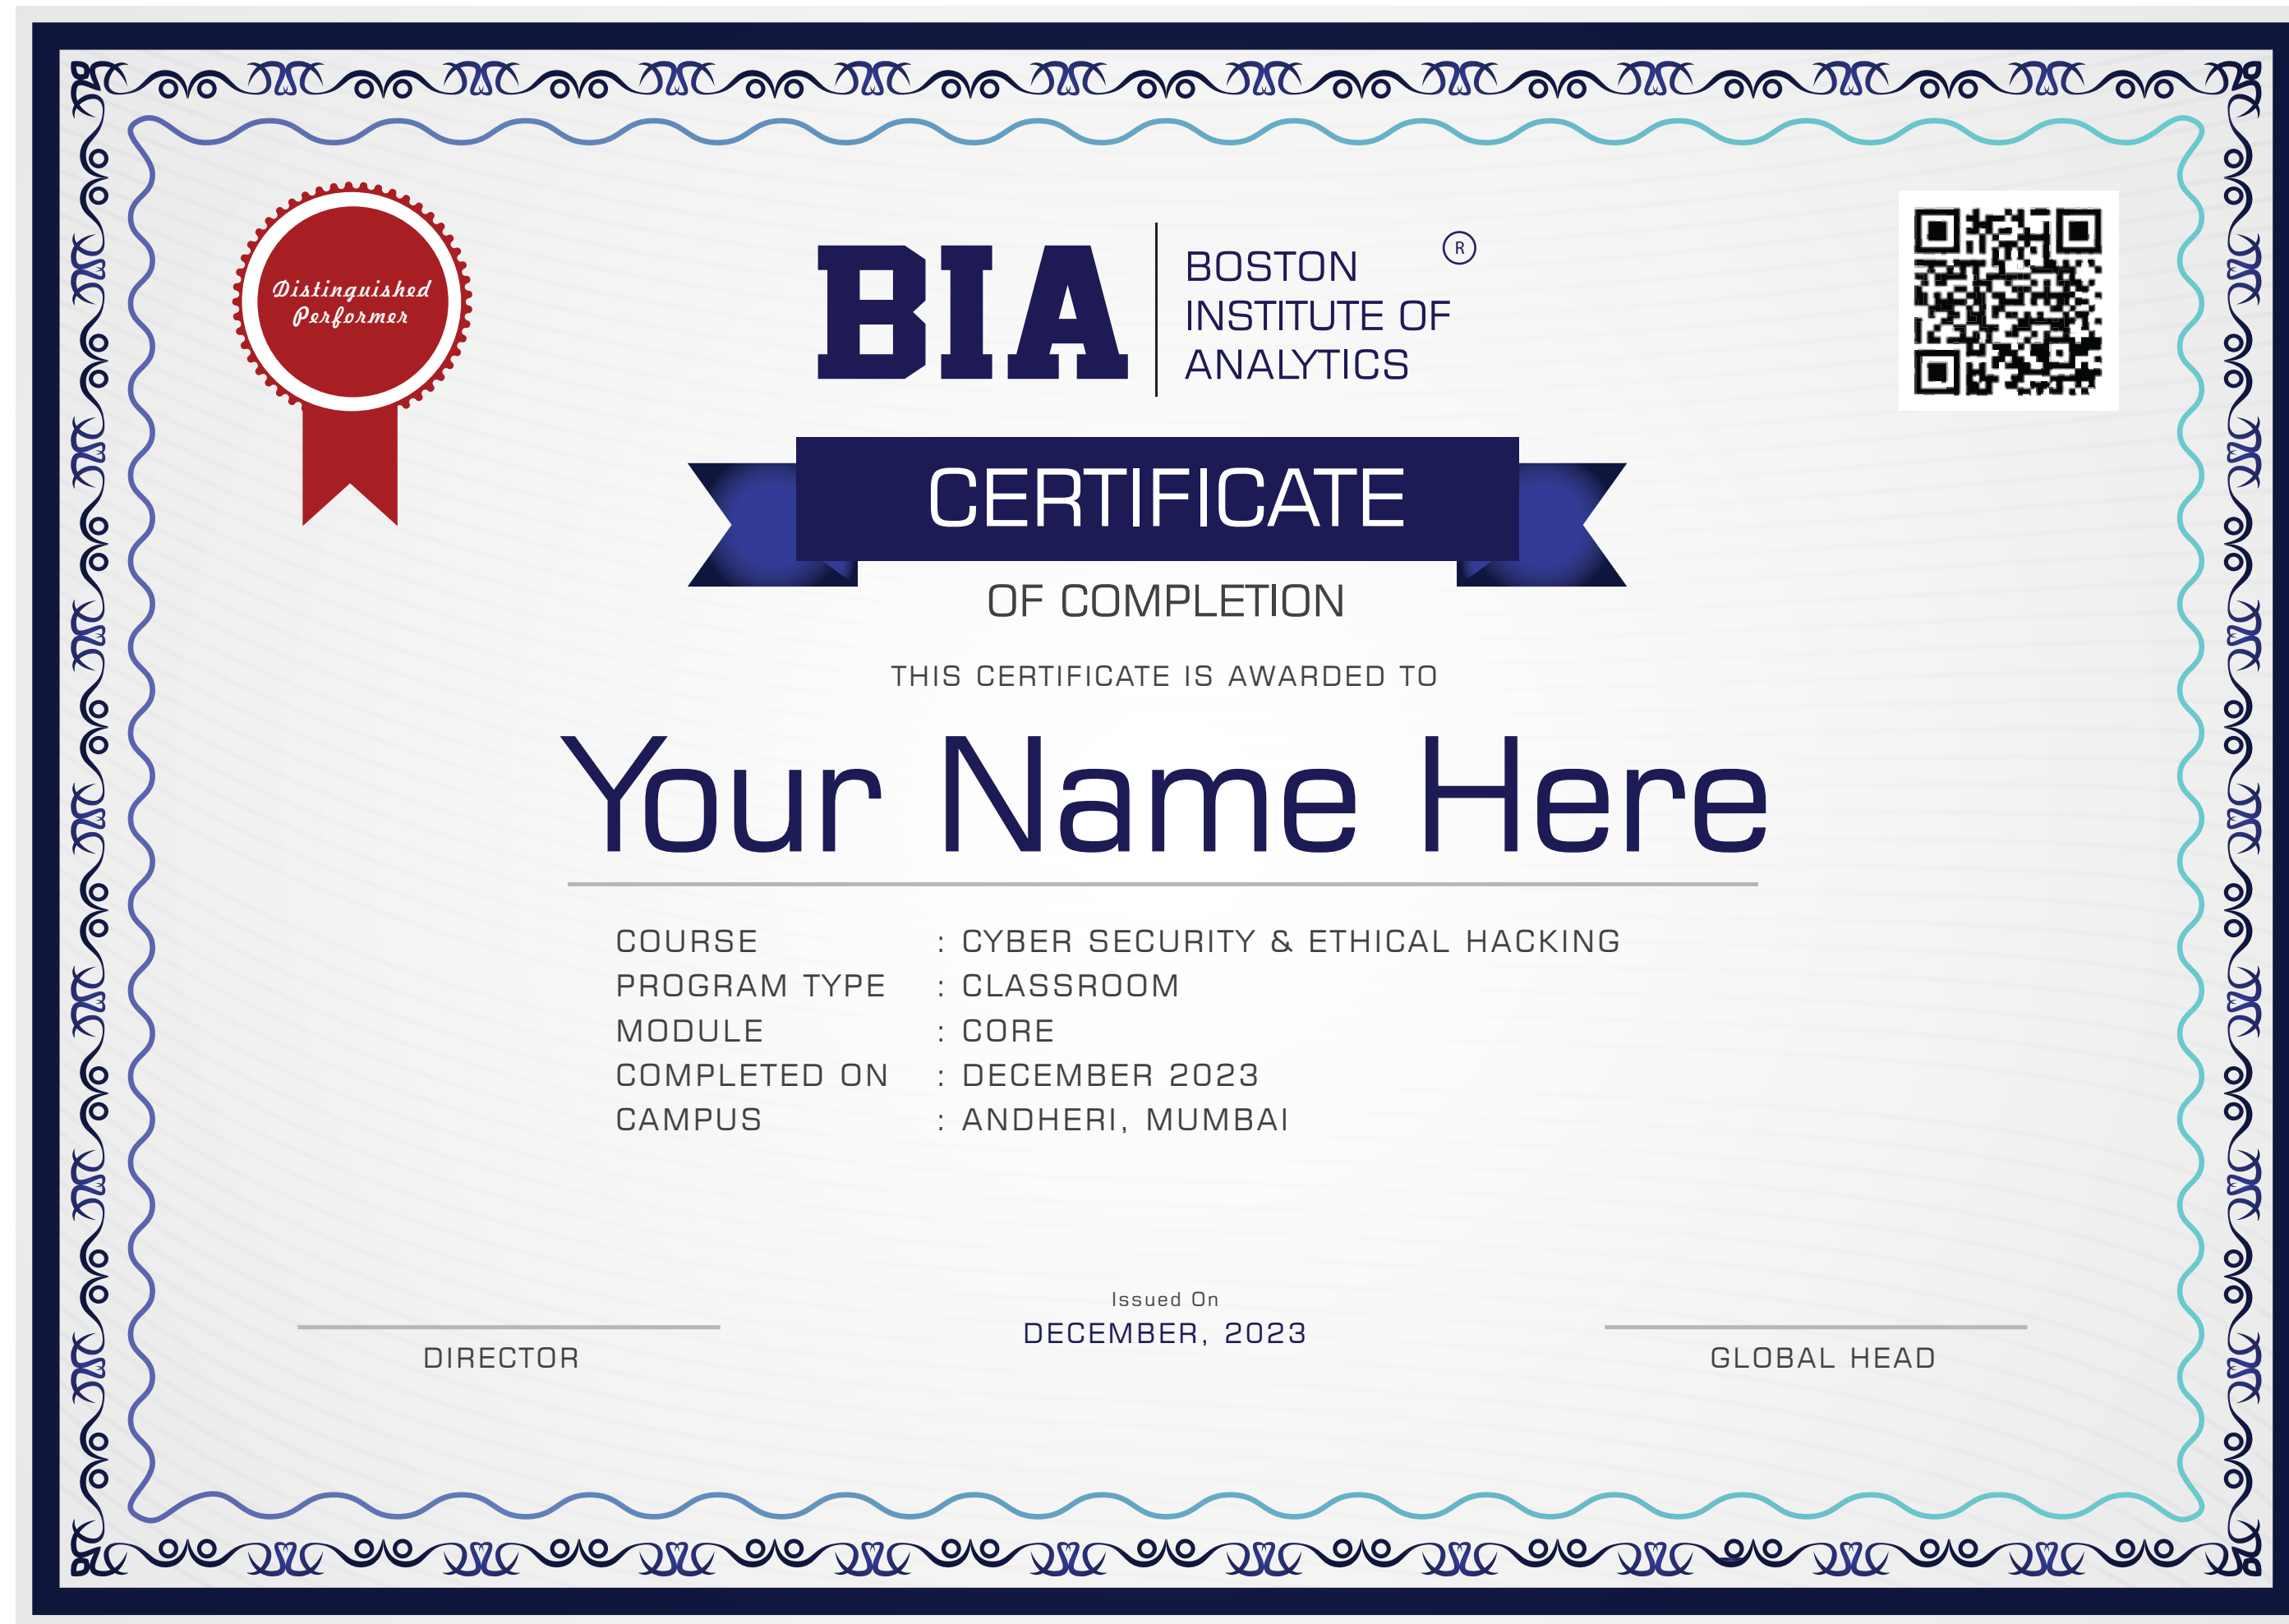 Distinguished
Performer
BIA
BOSTON ®
INSTITUTE OF
ANALYTICS
CERTIFICATE
OF COMPLETION
THIS CERTIFICATE IS AWARDED TO
Your Name Here
COURSE : CYBER SECURITY & ETHICAL HACKING
PROGRAM TYPE : CLASSROOM
MODULE : CORE
COMPLETED ON : DECEMBER 2023
CAMPUS : ANDHERI, MUMBAI
Issued On
DECEMBER, 2023
DIRECTOR
GLOBAL HEAD